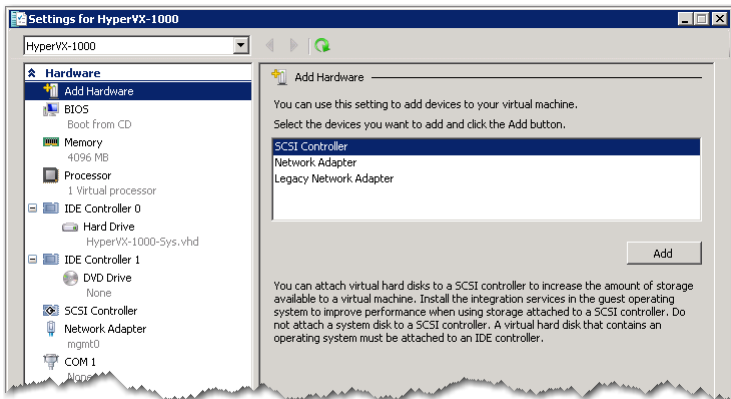 Settings for HyperVX-1000
HyperVX-1000
Hardware
Add Hardware
BIOS
Boot from CD
Memory
4096 MB
Processor
1 Virtual processor
IDE Controller 0
Hard Drive
HyperVX-1000-Sys.vhd
IDE Controller 1
DVD Drive
None
SCSI Controller
Network Adapter
mgmt0
COM 1
None
Add Hardware
You can use this setting to add devices to your virtual machine.
Select the devices you want to add and click the Add button.
SCSI Controller
Network Adapter
Legacy Network Adapter
Add
You can attach virtual hard disks to a SCSI controller to increase the amount of storage
available to a virtual machine. Install the integration services in the guest operating
system to improve performance when using storage attached to a SCSI controller. Do
not attach a system disk to a SCSI controller. A virtual hard disk that contains an
operating system must be attached to an IDE controller.